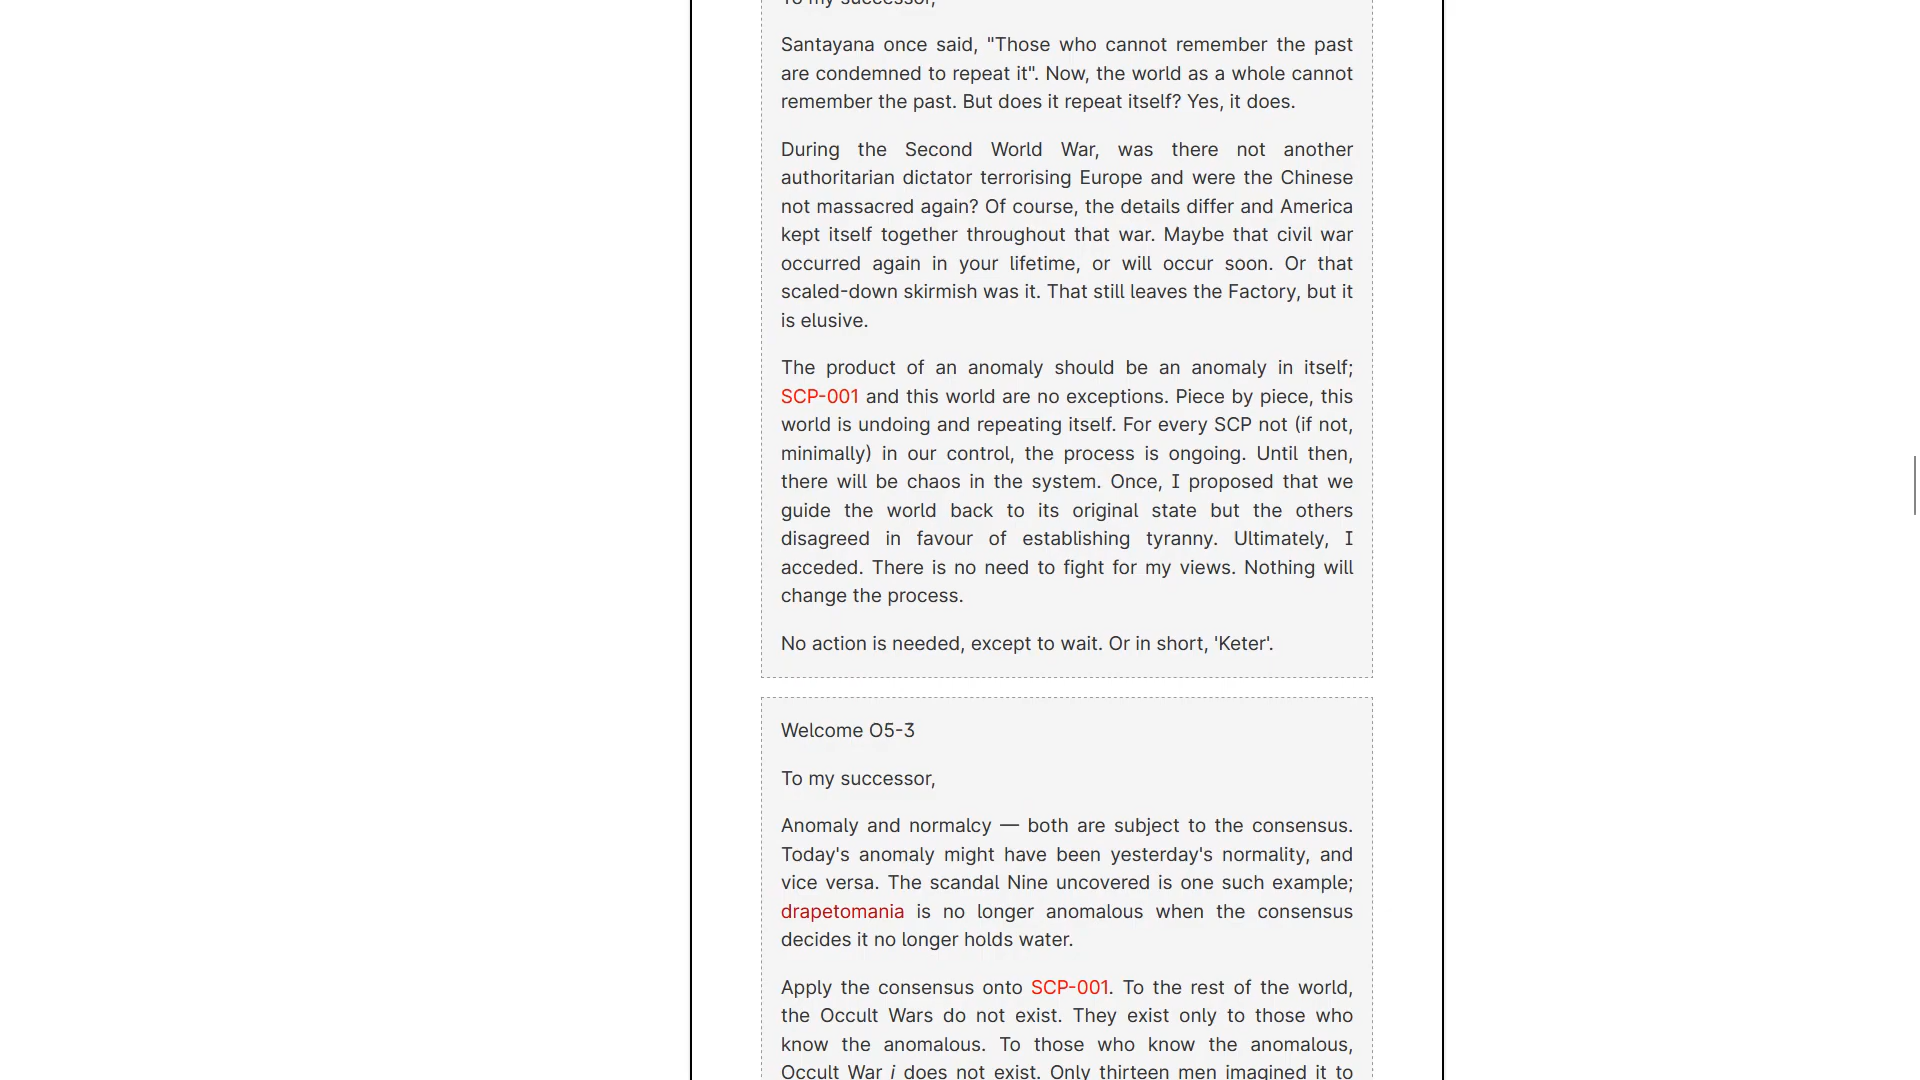 To my successor,
Santayana once said, "Those who cannot remember the past
are condemned to repeat it". Now, the world as a whole cannot
remember the past. But does it repeat itself? Yes, it does.
During the Second World War, was there not another
authoritarian dictator terrorising Europe and were the Chinese
not massacred again? Of course, the details differ and America
kept itself together throughout that war. Maybe that civil war
occurred again in your lifetime, or will occur soon. Or that
scaled-down skirmish was it. That still leaves the Factory, but it
is elusive.
The product of an anomaly should be an anomaly in itself;
SCP-001 and this world are no exceptions. Piece by piece, this
world is undoing and repeating itself. For every SCP not (if not,
minimally) in our control, the process is ongoing. Until then,
there will be chaos in the system. Once, I proposed that we
guide the world back to its original state but the others
disagreed in favour of establishing tyranny. Ultimately, I
acceded. There is no need to fight for my views. Nothing will
change the process.
No action is needed, except to wait. Or in short, 'Keter'.
Welcome O5-3
To my successor,
Anomaly and normalcy — both are subject to the consensus.
Today's anomaly might have been yesterday's normality, and
vice versa. The scandal Nine uncovered is one such example;
drapetomania is no longer anomalous when the consensus
decides it no longer holds water.
Apply the consensus onto SCP-001. To the rest of the world,
the Occult Wars do not exist. They exist only to those who
know the anomalous. To those who know the anomalous,
Occult War i does not exist. Only thirteen men imagined it to